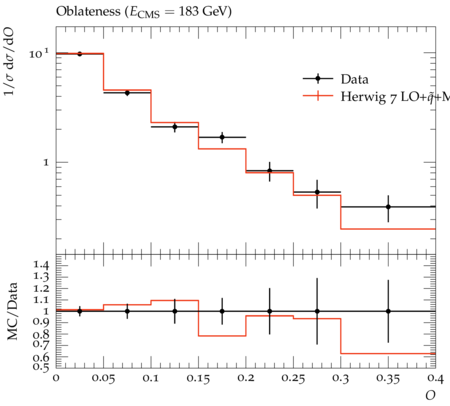 Oblateness (E_CMS = 183 GeV)
1/σ dσ/dO
10¹
1
Data
Herwig 7 LO+q̃+M
MC/Data
1.4
1.3
1.2
1.1
1
0.9
0.8
0.7
0.6
0.5
0 0.05 0.1 0.15 0.2 0.25 0.3 0.35 0.4
O